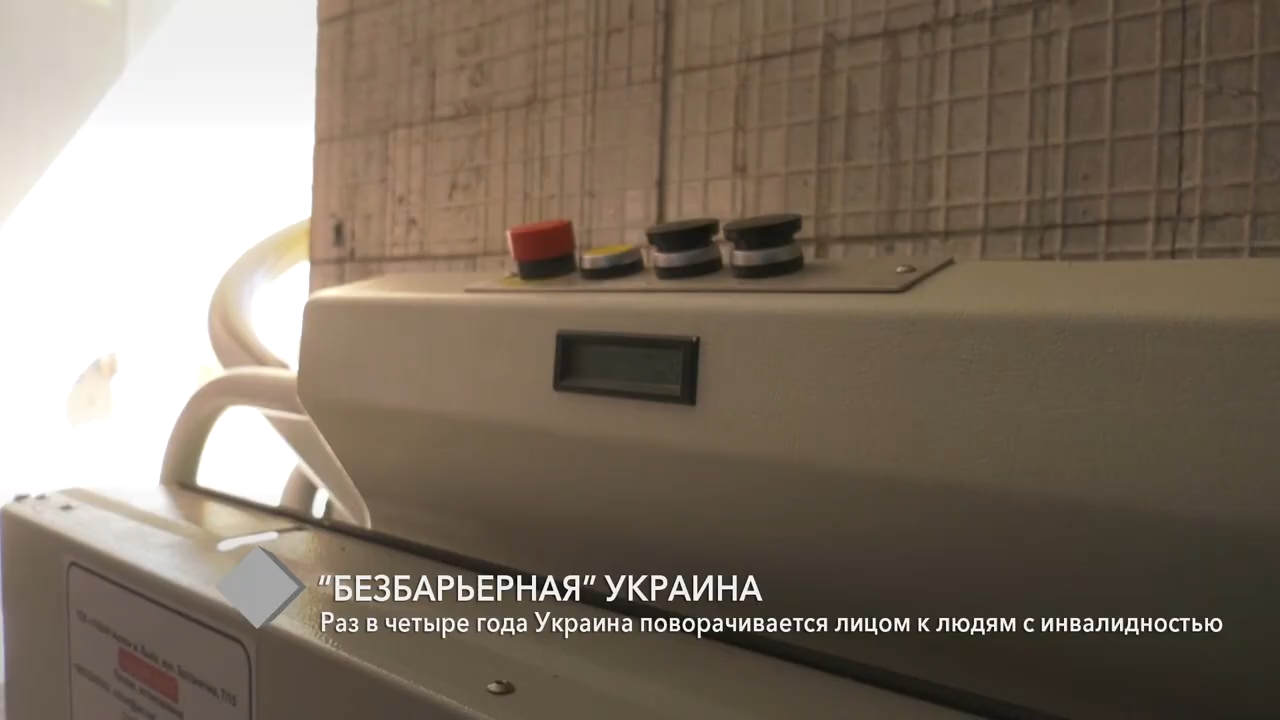 “БЕЗБАРЬЕРНАЯ” УКРАИНА
Раз в четыре года Украина поворачивается лицом к людям с инвалидностью